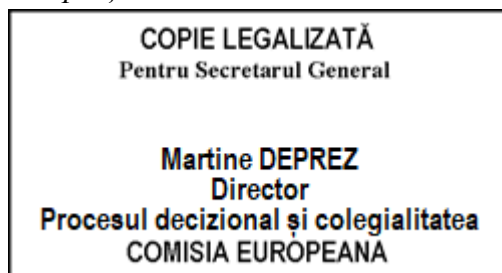 COPIE LEGALIZATĂ
Pentru Secretarul General
Martine DEPREZ
Director
Procesul decizional și colegialitatea
COMISIA EUROPEANA